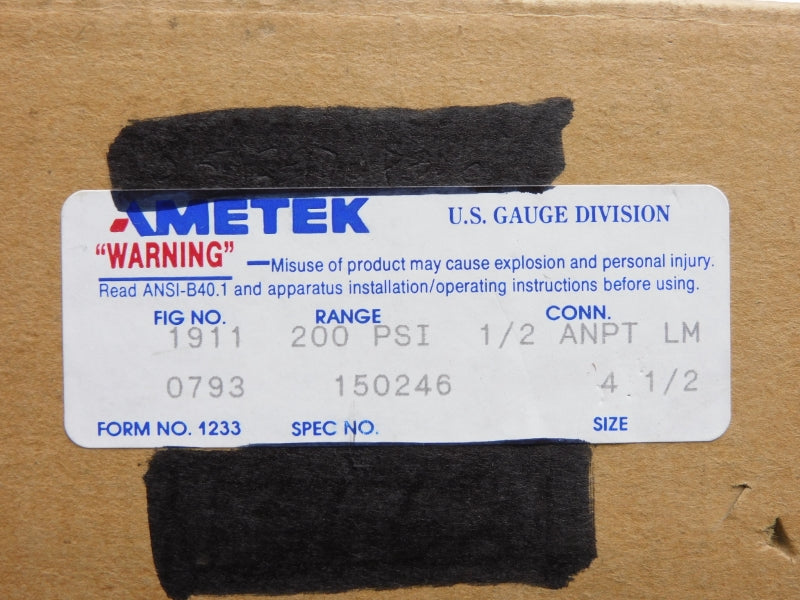 AMETEK U.S. GAUGE DIVISION
"WARNING" —Misuse of product may cause explosion and personal injury.
Read ANSI-B40.1 and apparatus installation/operating instructions before using.
FIG NO. RANGE CONN.
1911 200 PSI 1/2 ANPT LM
0793 150246 4 1/2
FORM NO. 1233 SPEC NO. SIZE